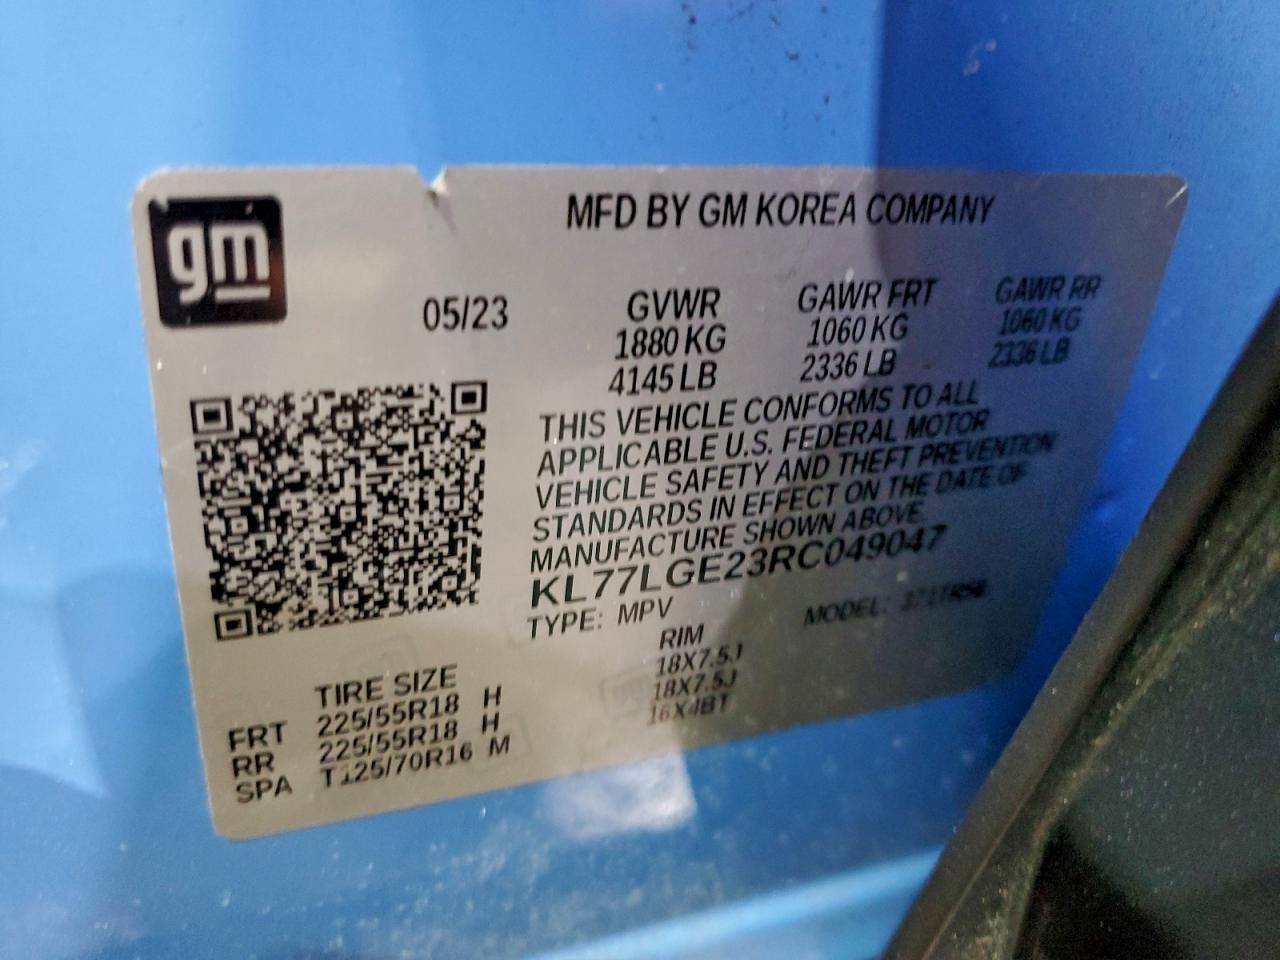 gm
MFD BY GM KOREA COMPANY
05/23
GVWR GAWR FRT GAWR RR
1880 KG 1060 KG 1060 KG
4145 LB 2336 LB 2336 LB
THIS VEHICLE CONFORMS TO ALL
APPLICABLE U.S. FEDERAL MOTOR
VEHICLE SAFETY AND THEFT PREVENTION
STANDARDS IN EFFECT ON THE DATE OF
MANUFACTURE SHOWN ABOVE.
KL77LGE23RC049047
TYPE: MPV MODEL:
TIRE SIZE RIM
FRT 225/55R18 H 18X7.5J
RR 225/55R18 H 18X7.5J
SPA T125/70R16 M 16X4BT